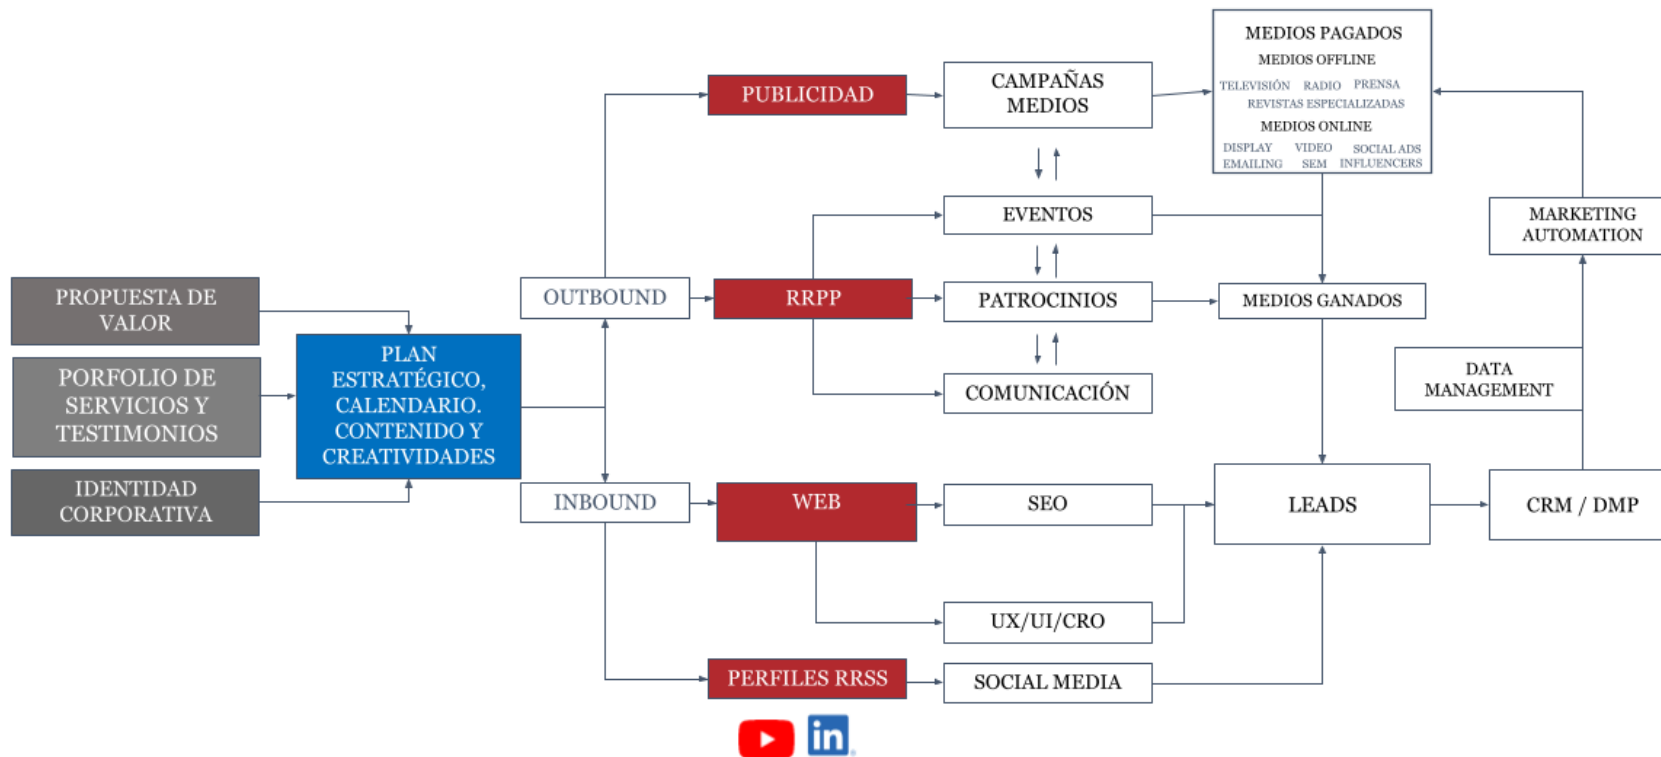 PROPUESTA DE
VALOR
PORFOLIO DE
SERVICIOS Y
TESTIMONIOS
IDENTIDAD
CORPORATIVA
PLAN
ESTRATÉGICO,
CALENDARIO.
CONTENIDO Y
CREATIVIDADES
OUTBOUND
INBOUND
PUBLICIDAD
RRPP
WEB
PERFILES RRSS
in
CAMPAÑAS
MEDIOS
EVENTOS
PATROCINIOS
COMUNICACIÓN
SEO
UX/UI/CRO
SOCIAL MEDIA
MEDIOS PAGADOS
MEDIOS OFFLINE
TELEVISIÓN RADIO PRENSA
REVISTAS ESPECIALIZADAS
MEDIOS ONLINE
DISPLAY VIDEO SOCIAL ADS
EMAILING SEM INFLUENCERS
MEDIOS GANADOS
LEADS
MARKETING
AUTOMATION
DATA
MANAGEMENT
CRM / DMP